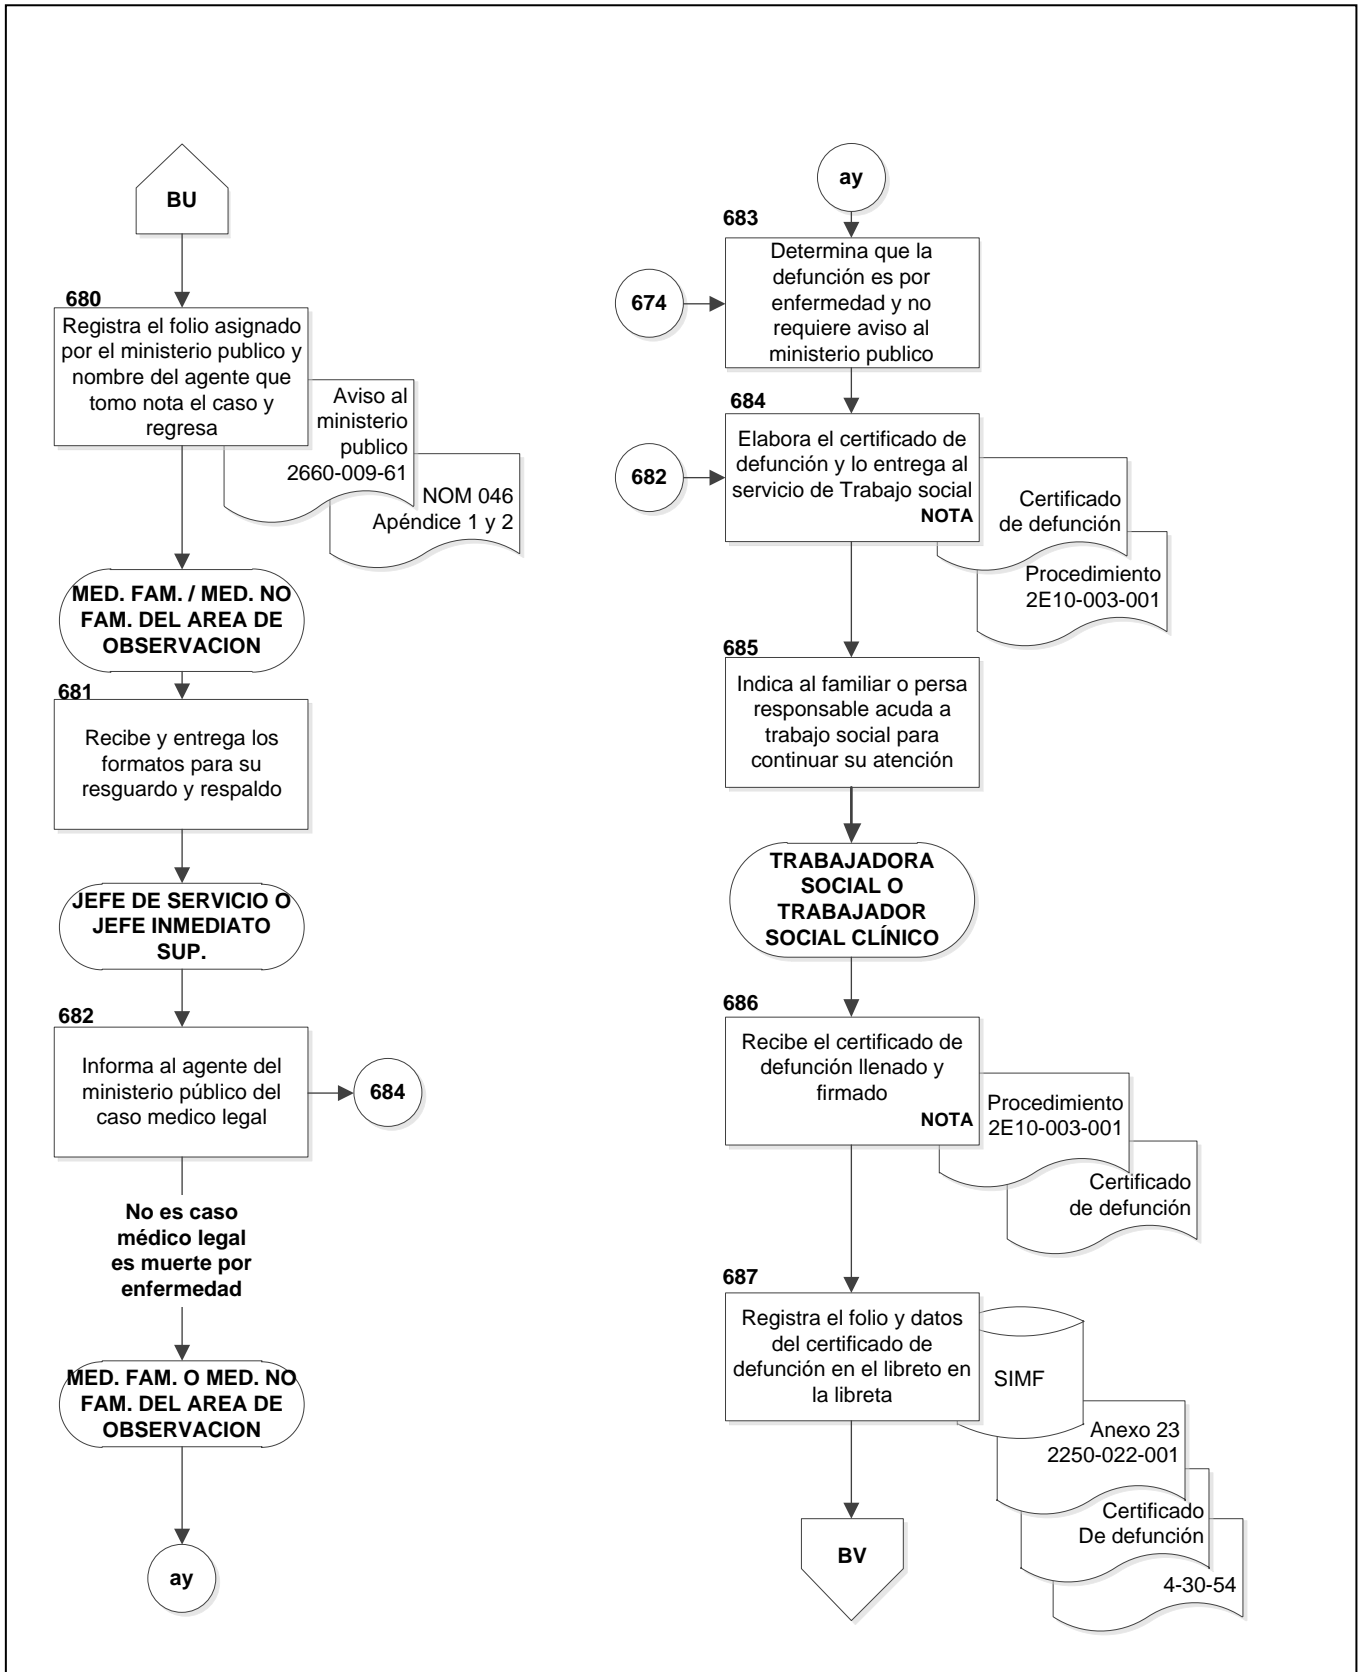 BU
680
Registra el folio asignado
por el ministerio publico y
nombre del agente que
tomo nota el caso y
regresa
Aviso al
ministerio
publico
2660-009-61
NOM 046
Apéndice 1 y 2
MED. FAM. / MED. NO
FAM. DEL AREA DE
OBSERVACION
681
Recibe y entrega los
formatos para su
resguardo y respaldo
JEFE DE SERVICIO O
JEFE INMEDIATO
SUP.
682
Informa al agente del
ministerio público del
caso medico legal
684
No es caso
médico legal
es muerte por
enfermedad
MED. FAM. O MED. NO
FAM. DEL AREA DE
OBSERVACION
ay
ay
683
Determina que la
defunción es por
enfermedad y no
requiere aviso al
ministerio publico
674
684
Elabora el certificado de
defunción y lo entrega al
servicio de Trabajo social
NOTA
682
Certificado
de defunción
Procedimiento
2E10-003-001
685
Indica al familiar o persa
responsable acuda a
trabajo social para
continuar su atención
TRABAJADORA
SOCIAL O
TRABAJADOR
SOCIAL CLÍNICO
686
Recibe el certificado de
defunción llenado y
firmado
NOTA
Procedimiento
2E10-003-001
Certificado
de defunción
687
Registra el folio y datos
del certificado de
defunción en el libreto en
la libreta
SIMF
Anexo 23
2250-022-001
Certificado
De defunción
4-30-54
BV